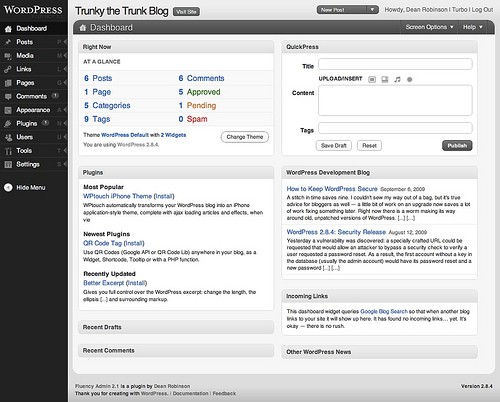 WORDPRESS
Trunky the Trunk Blog Visit Site
New Post
Howdy, Dean Robinson | Turbo | Log Out
Dashboard
Posts P
Media M
Links L
Pages G
Comments 1 C
Appearance A
Plugins 1 N
Users U
Tools T
Settings S
Hide Menu
Dashboard
Screen Options
Help
Right Now
AT A GLANCE
6 Posts 6 Comments
1 Page 5 Approved
5 Categories 1 Pending
9 Tags 0 Spam
Theme WordPress Default with 2 Widgets
Change Theme
You are using WordPress 2.8.4.
Plugins
Most Popular
WPtouch iPhone Theme (Install)
WPtouch automatically transforms your WordPress blog into an iPhone
application-style theme, complete with ajax loading articles and effects, when
vie
Newest Plugins
QR Code Tag (Install)
Use QR Codes (Google API or QR Code Lib) anywhere in your blog, as a
Widget, Shortcode, Tooltip or with a PHP function.
Recently Updated
Better Excerpt (Install)
Gives you full control over the WordPress excerpt: change the length, the
ellipsis [...] and surrounding markup.
Recent Drafts
Recent Comments
QuickPress
Title
UPLOAD/INSERT
Content
Tags
Save Draft Reset Publish
WordPress Development Blog
How to Keep WordPress Secure September 5, 2009
A stitch in time saves nine. I couldn't sew my way out of a bag, but it's true
advice for bloggers as well — a little bit of work on an upgrade now saves a lot
of work fixing something later. Right now there is a worm making its way
around old, unpatched versions of WordPress. [...] [...]
WordPress 2.8.4: Security Release August 12, 2009
Yesterday a vulnerability was discovered: a specially crafted URL could be
requested that would allow an attacker to bypass a security check to verify a
user requested a password reset. As a result, the first account without a key in
the database (usually the admin account) would have its password reset and a
new password [...] [...]
Incoming Links
This dashboard widget queries Google Blog Search so that when another blog
links to your site it will show up here. It has found no incoming links... yet. It's
okay — there is no rush.
Other WordPress News
Fluency Admin 2.1 is a plugin by Dean Robinson
Thank you for creating with WordPress. | Documentation | Feedback
Version 2.8.4